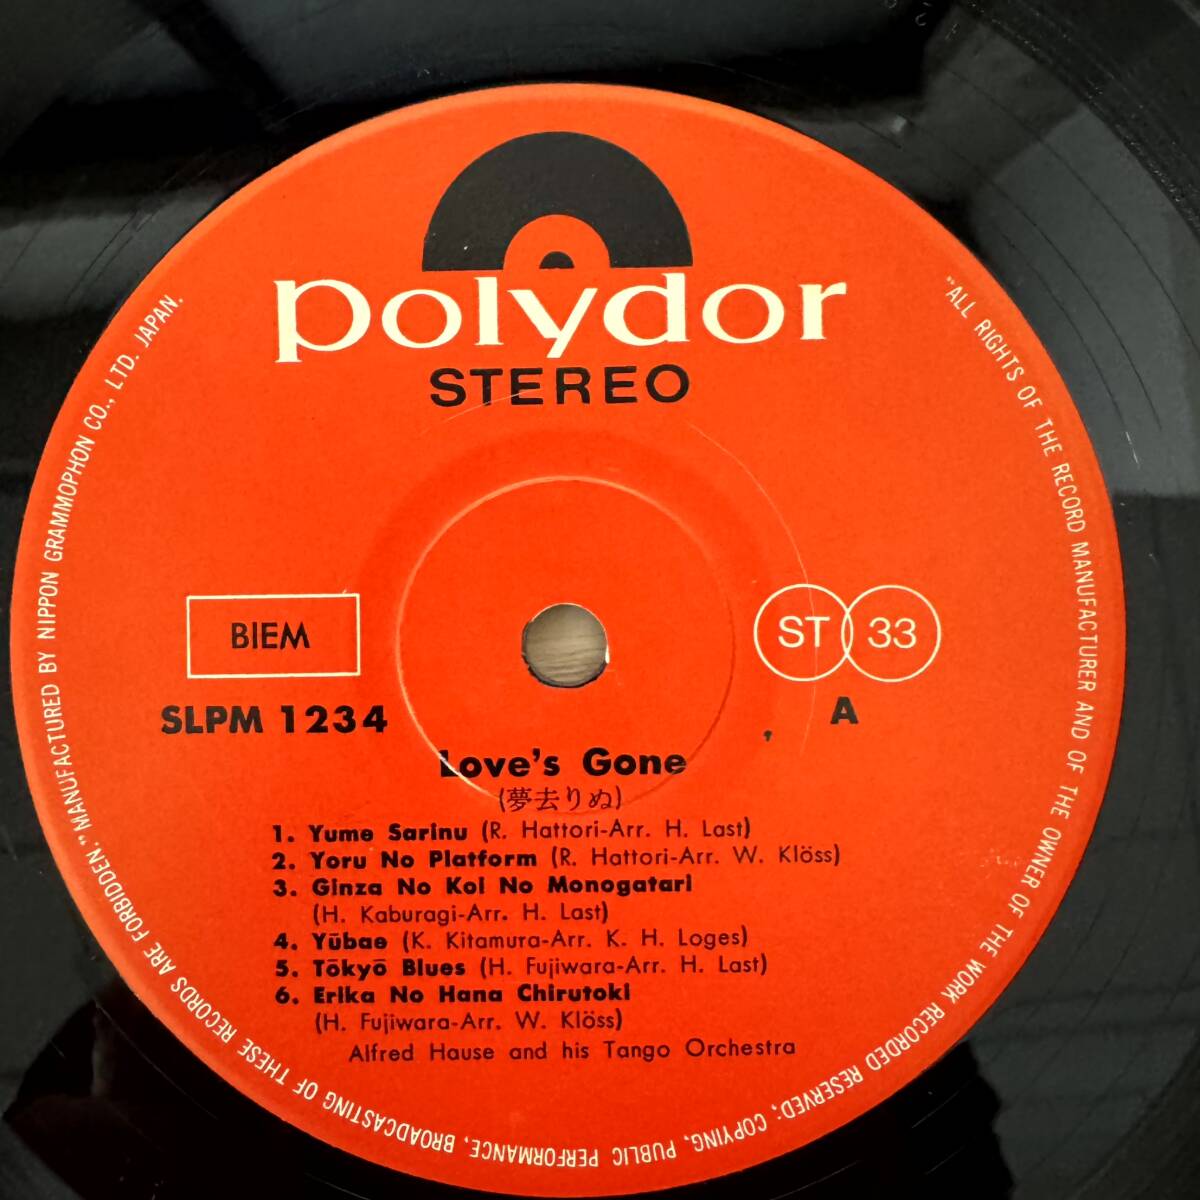 polydor
STEREO
BIEM
ST 33
SLPM 1234
A
Love's Gone
(夢去りぬ)
1. Yume Sarinu (R. Hattori-Arr. H. Last)
2. Yoru No Platform (R. Hattori-Arr. W. Klöss)
3. Ginza No Koi No Monogatari
(H. Kaburagi-Arr. H. Last)
4. Yūbae (K. Kitamura-Arr. K. H. Loges)
5. Tōkyō Blues (H. Fujiwara-Arr. H. Last)
6. Erika No Hana Chirutoki
(H. Fujiwara-Arr. W. Klöss)
Alfred Hause and his Tango Orchestra
"ALL RIGHTS OF THE RECORD MANUFACTURER AND OF THE OWNER OF THE WORK RECORDED RESERVED; COPYING, PUBLIC PERFORMANCE, BROADCASTING OF THESE RECORDS ARE FORBIDDEN." MANUFACTURED BY NIPPON GRAMMOPHON CO., LTD. JAPAN.